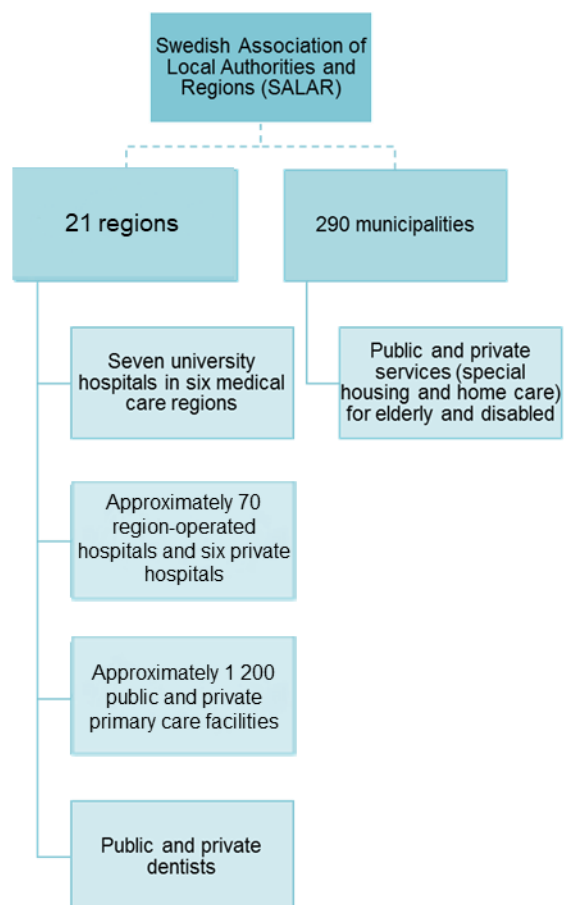 Swedish Association of
Local Authorities and
Regions (SALAR)
21 regions
290 municipalities
Seven university
hospitals in six medical
care regions
Public and private
services (special
housing and home care)
for elderly and disabled
Approximately 70
region-operated
hospitals and six private
hospitals
Approximately 1 200
public and private
primary care facilities
Public and private
dentists